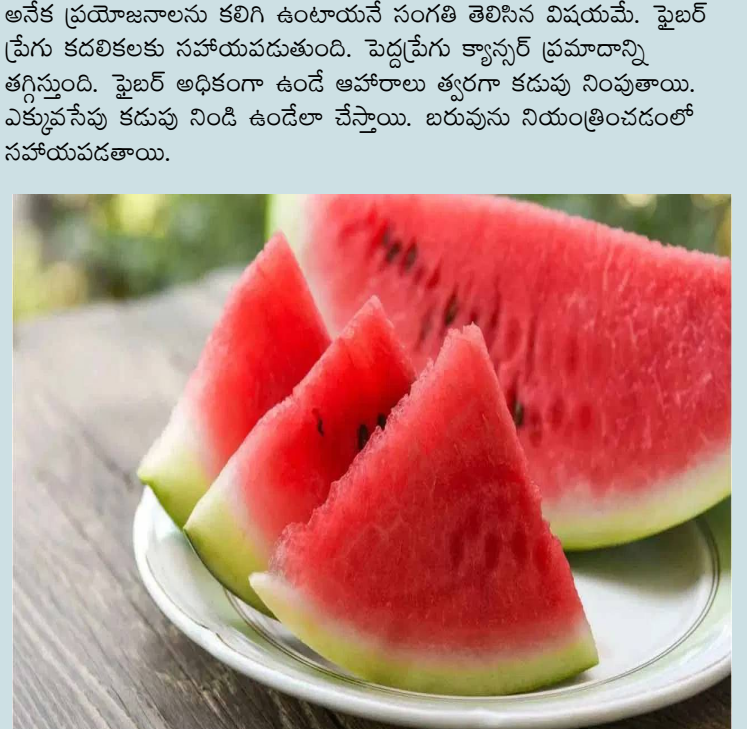 అనేక ప్రయోజనాలను కలిగి ఉంటాయనే సంగతి తెలిసిన విషయమే. ఫైబర్
ప్రేగు కదలికలకు సహాయపడుతుంది. పెద్దప్రేగు క్యాన్సర్ ప్రమాదాన్ని
తగ్గిస్తుంది. ఫైబర్ అధికంగా ఉండే ఆహారాలు త్వరగా కడుపు నింపుతాయి.
ఎక్కువసేపు కడుపు నిండి ఉండేలా చేస్తాయి. బరువును నియంత్రించడంలో
సహాయపడతాయి.